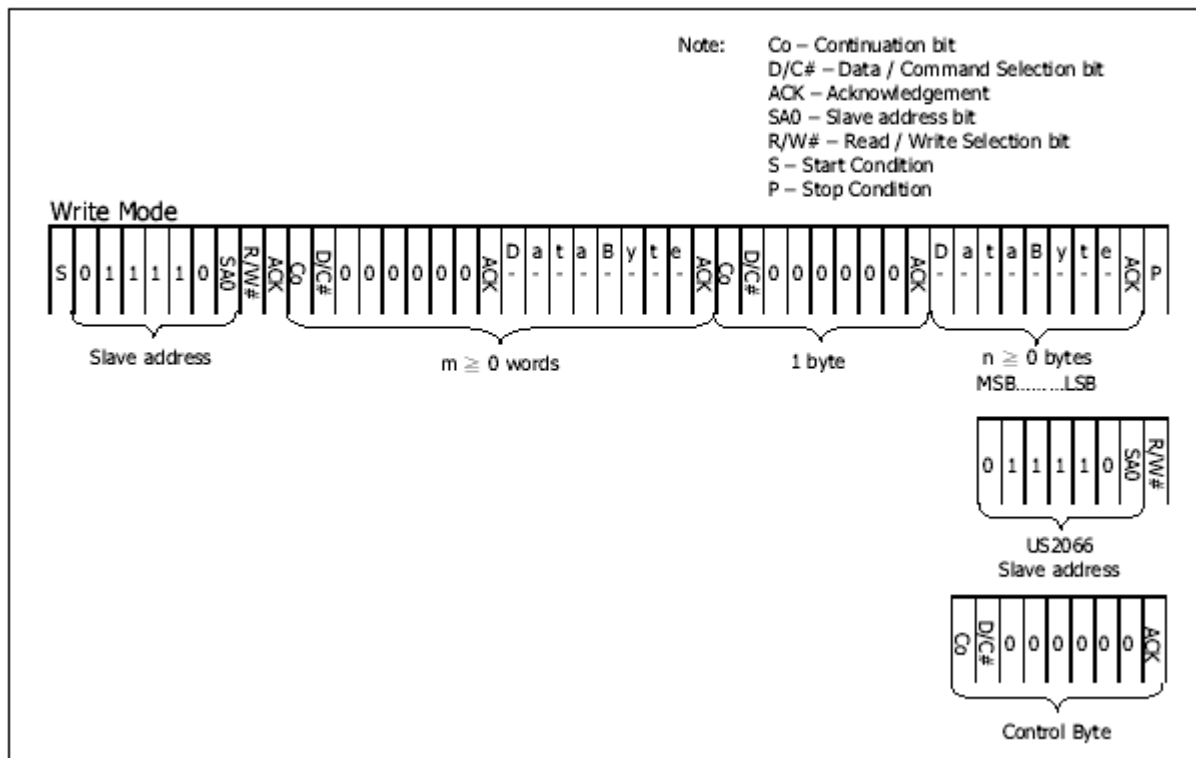 Note: Co – Continuation bit
D/C# – Data / Command Selection bit
ACK – Acknowledgement
SA0 – Slave address bit
R/W# – Read / Write Selection bit
S – Start Condition
P – Stop Condition
Write Mode
S 0 1 1 1 1 0 SA0 R/W# ACK Co D/C# 0 0 0 0 0 0 ACK D a t a B y t e ACK Co D/C# 0 0 0 0 0 0 ACK D a t a B y t e ACK P
- - - - - - - - - - - - - - - -
Slave address m ≧ 0 words 1 byte n ≧ 0 bytes
MSB.........LSB
0 1 1 1 1 0 SA0 R/W#
US2066
Slave address
Co D/C# 0 0 0 0 0 0 ACK
Control Byte